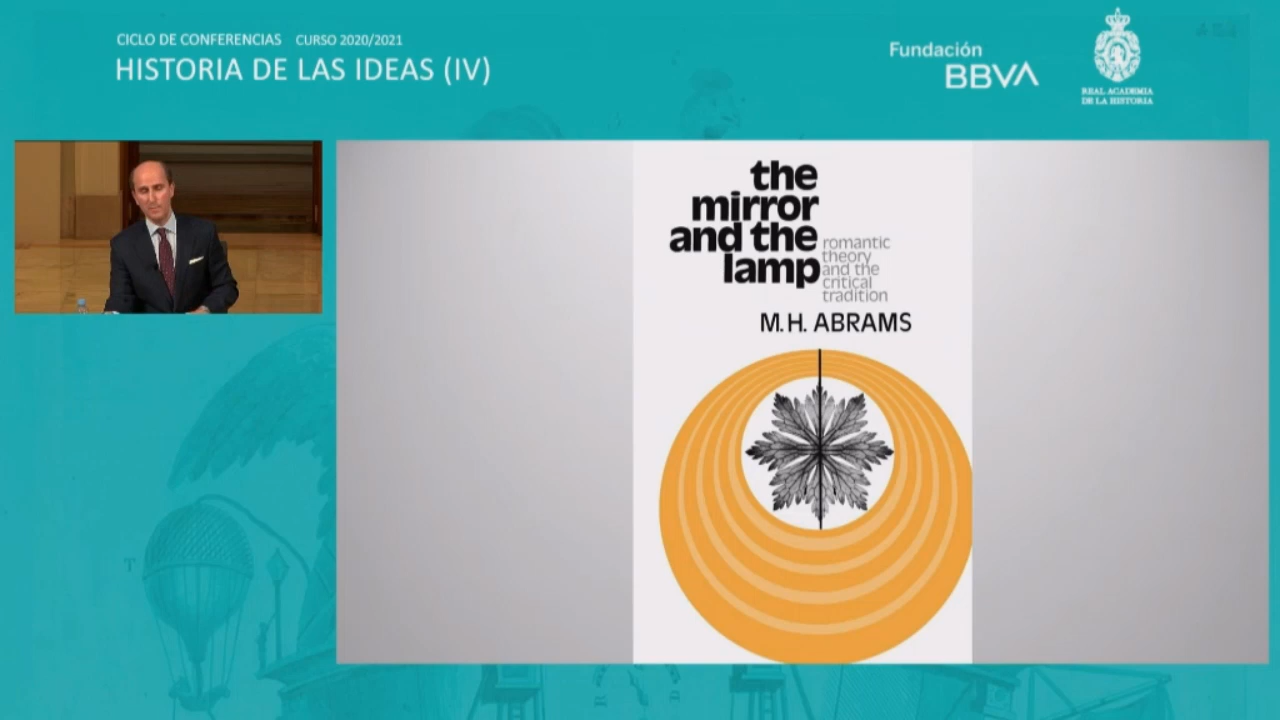 CICLO DE CONFERENCIAS CURSO 2020/2021
HISTORIA DE LAS IDEAS (IV)
Fundación
BBVA
REAL ACADEMIA
DE LA HISTORIA
the
mirror
and the
lamp
romantic
theory
and the
critical
tradition
M.H. ABRAMS
T